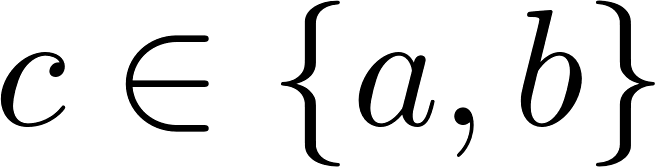 c ∈ {a, b}